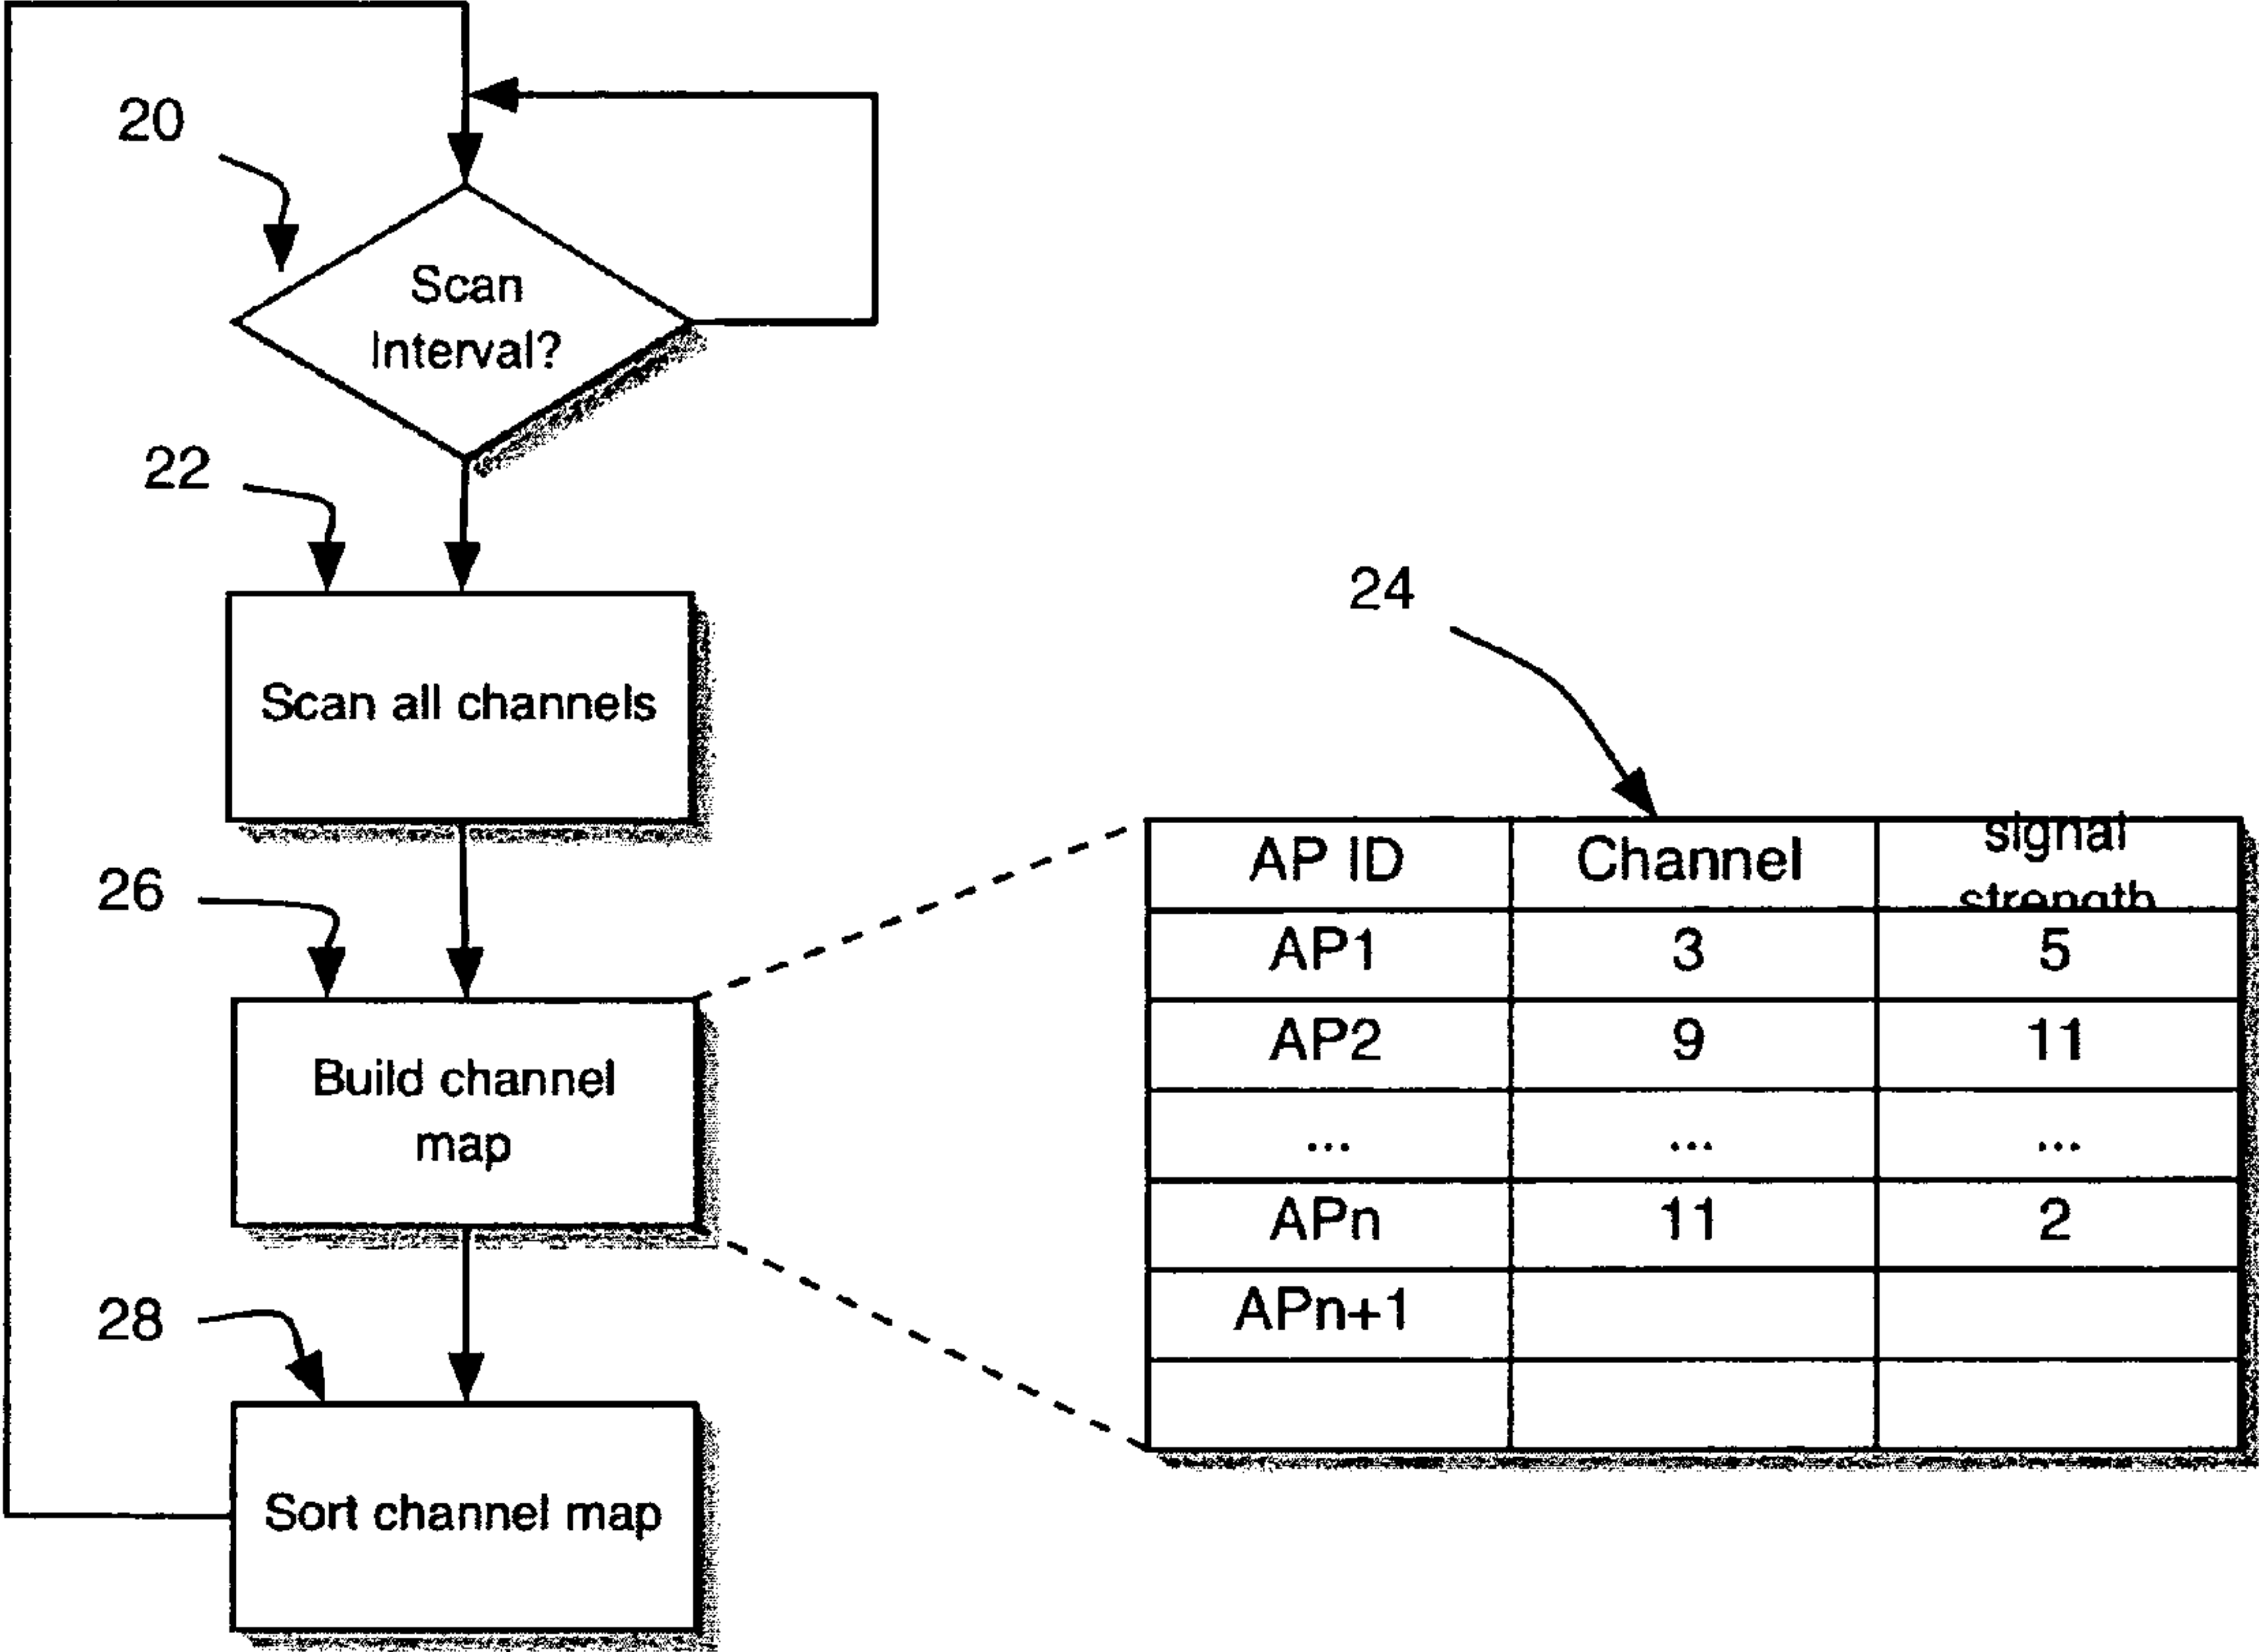 20
Scan
Interval?
22
Scan all channels
24
26
Build channel
map
28
Sort channel map
AP ID Channel signal
strength
AP1 3 5
AP2 9 11
... ... ...
APn 11 2
APn+1